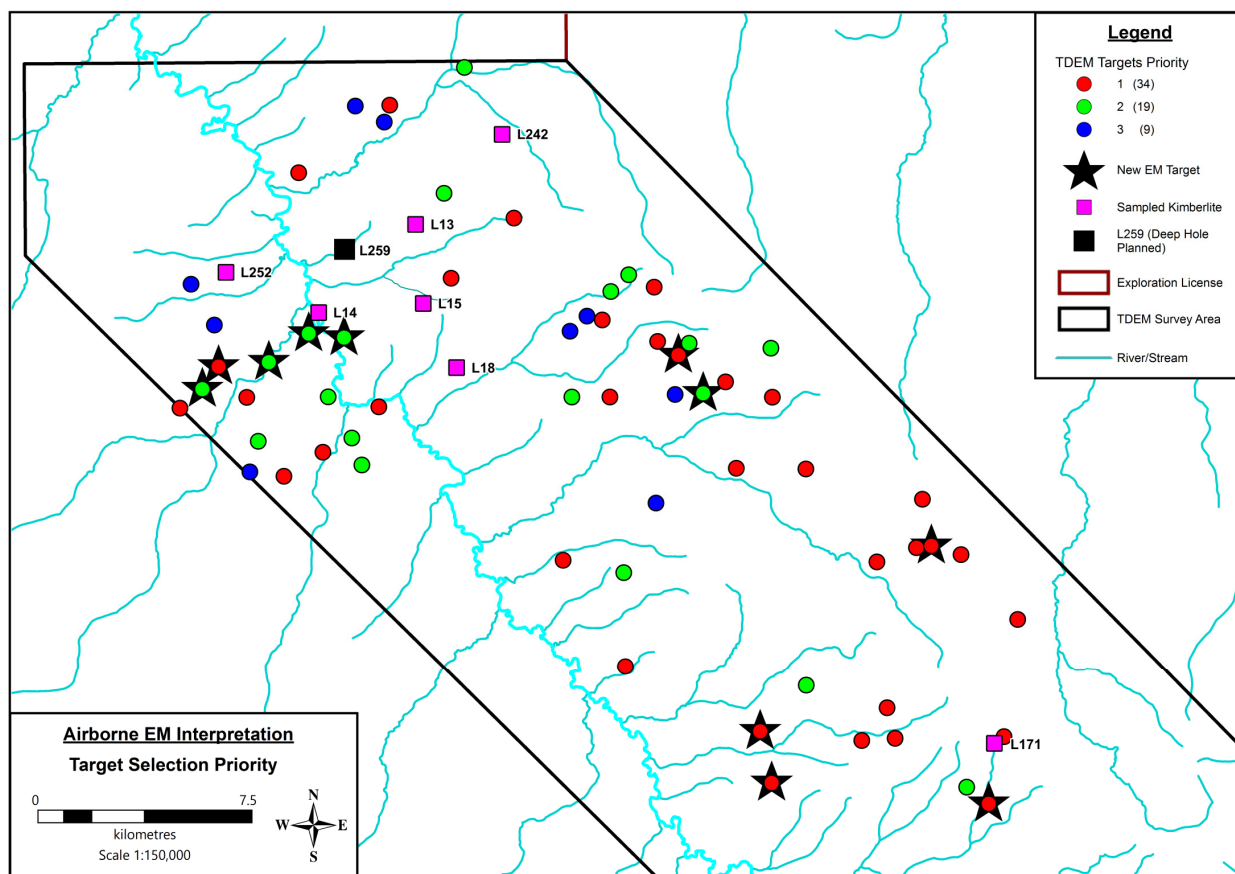 Legend
TDEM Targets Priority
1 (34)
2 (19)
3 (9)
New EM Target
Sampled Kimberlite
L259 (Deep Hole
Planned)
Exploration License
TDEM Survey Area
River/Stream
L242
L13
L259
L252
L15
L14
L18
L171
Airborne EM Interpretation
Target Selection Priority
0 7.5
kilometres
Scale 1:150,000
N
W E
S